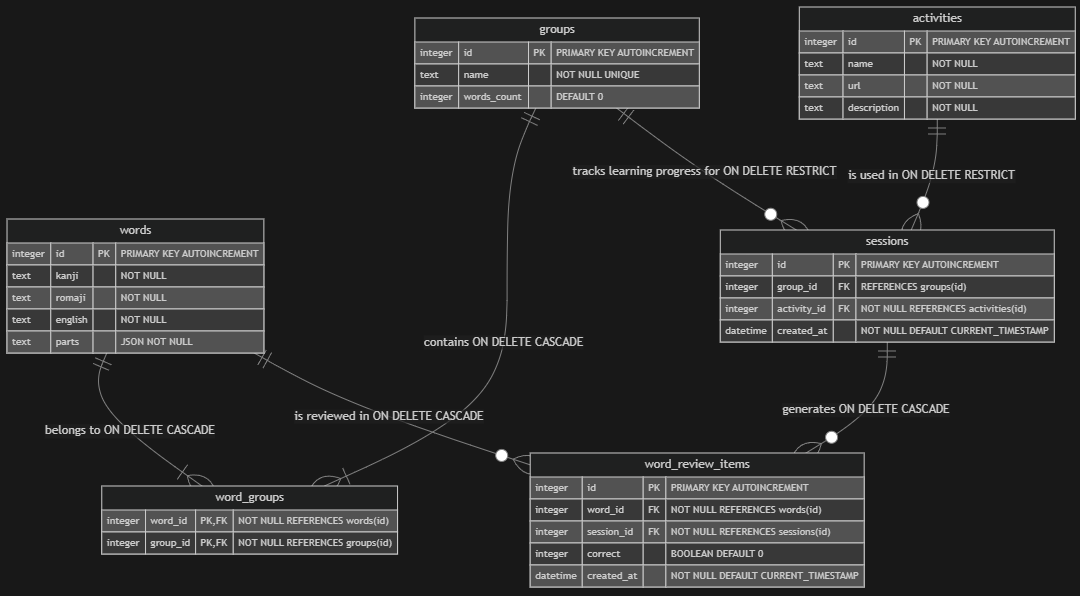 groups
integer id PK PRIMARY KEY AUTOINCREMENT
text name NOT NULL UNIQUE
integer words_count DEFAULT 0
activities
integer id PK PRIMARY KEY AUTOINCREMENT
text name NOT NULL
text url NOT NULL
text description NOT NULL
tracks learning progress for ON DELETE RESTRICT
is used in ON DELETE RESTRICT
words
integer id PK PRIMARY KEY AUTOINCREMENT
text kanji NOT NULL
text romaji NOT NULL
text english NOT NULL
text parts JSON NOT NULL
sessions
integer id PK PRIMARY KEY AUTOINCREMENT
integer group_id FK REFERENCES groups(id)
integer activity_id FK NOT NULL REFERENCES activities(id)
datetime created_at NOT NULL DEFAULT CURRENT_TIMESTAMP
contains ON DELETE CASCADE
is reviewed in ON DELETE CASCADE
generates ON DELETE CASCADE
belongs to ON DELETE CASCADE
word_groups
integer word_id PK,FK NOT NULL REFERENCES words(id)
integer group_id PK,FK NOT NULL REFERENCES groups(id)
word_review_items
integer id PK PRIMARY KEY AUTOINCREMENT
integer word_id FK NOT NULL REFERENCES words(id)
integer session_id FK NOT NULL REFERENCES sessions(id)
integer correct BOOLEAN DEFAULT 0
datetime created_at NOT NULL DEFAULT CURRENT_TIMESTAMP